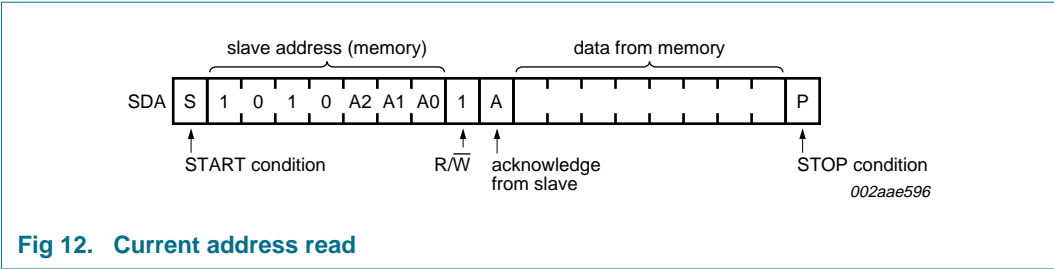 slave address (memory) data from memory
SDA S 1 0 1 0 A2 A1 A0 1 A P
START condition R/W̅ acknowledge from slave STOP condition
002aae596
Fig 12. Current address read